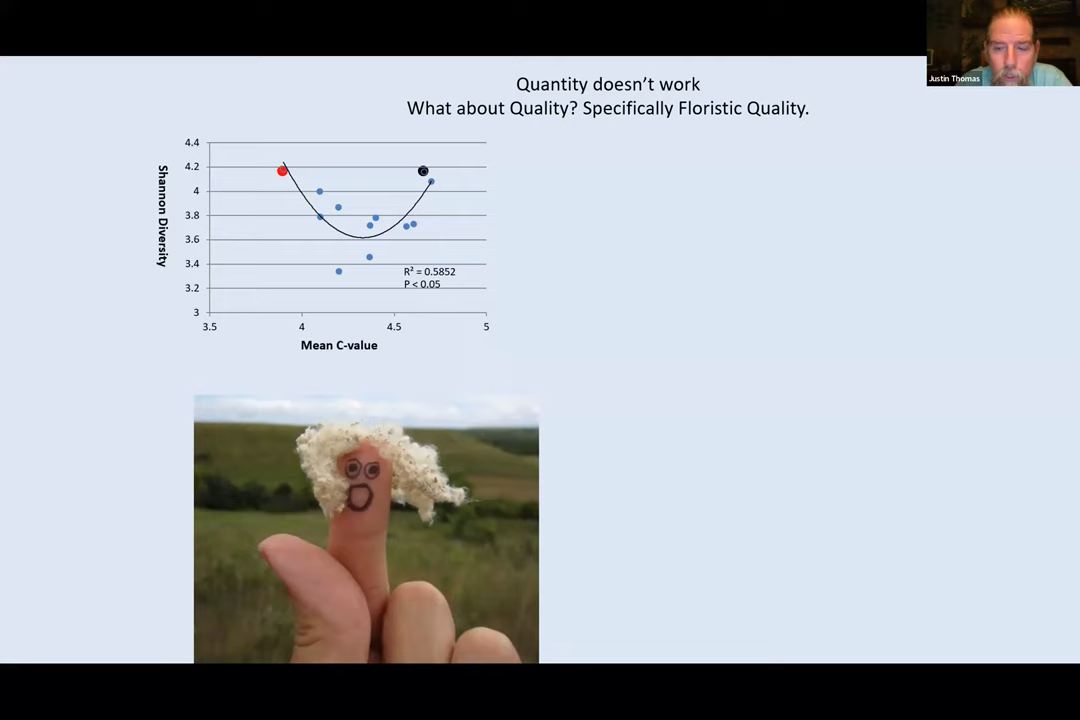 Justin Thomas
Quantity doesn't work
What about Quality? Specifically Floristic Quality.
4.4
4.2
4
3.8
3.6
3.4
3.2
3
Shannon Diversity
R² = 0.5852
P < 0.05
3.5
4
4.5
5
Mean C-value